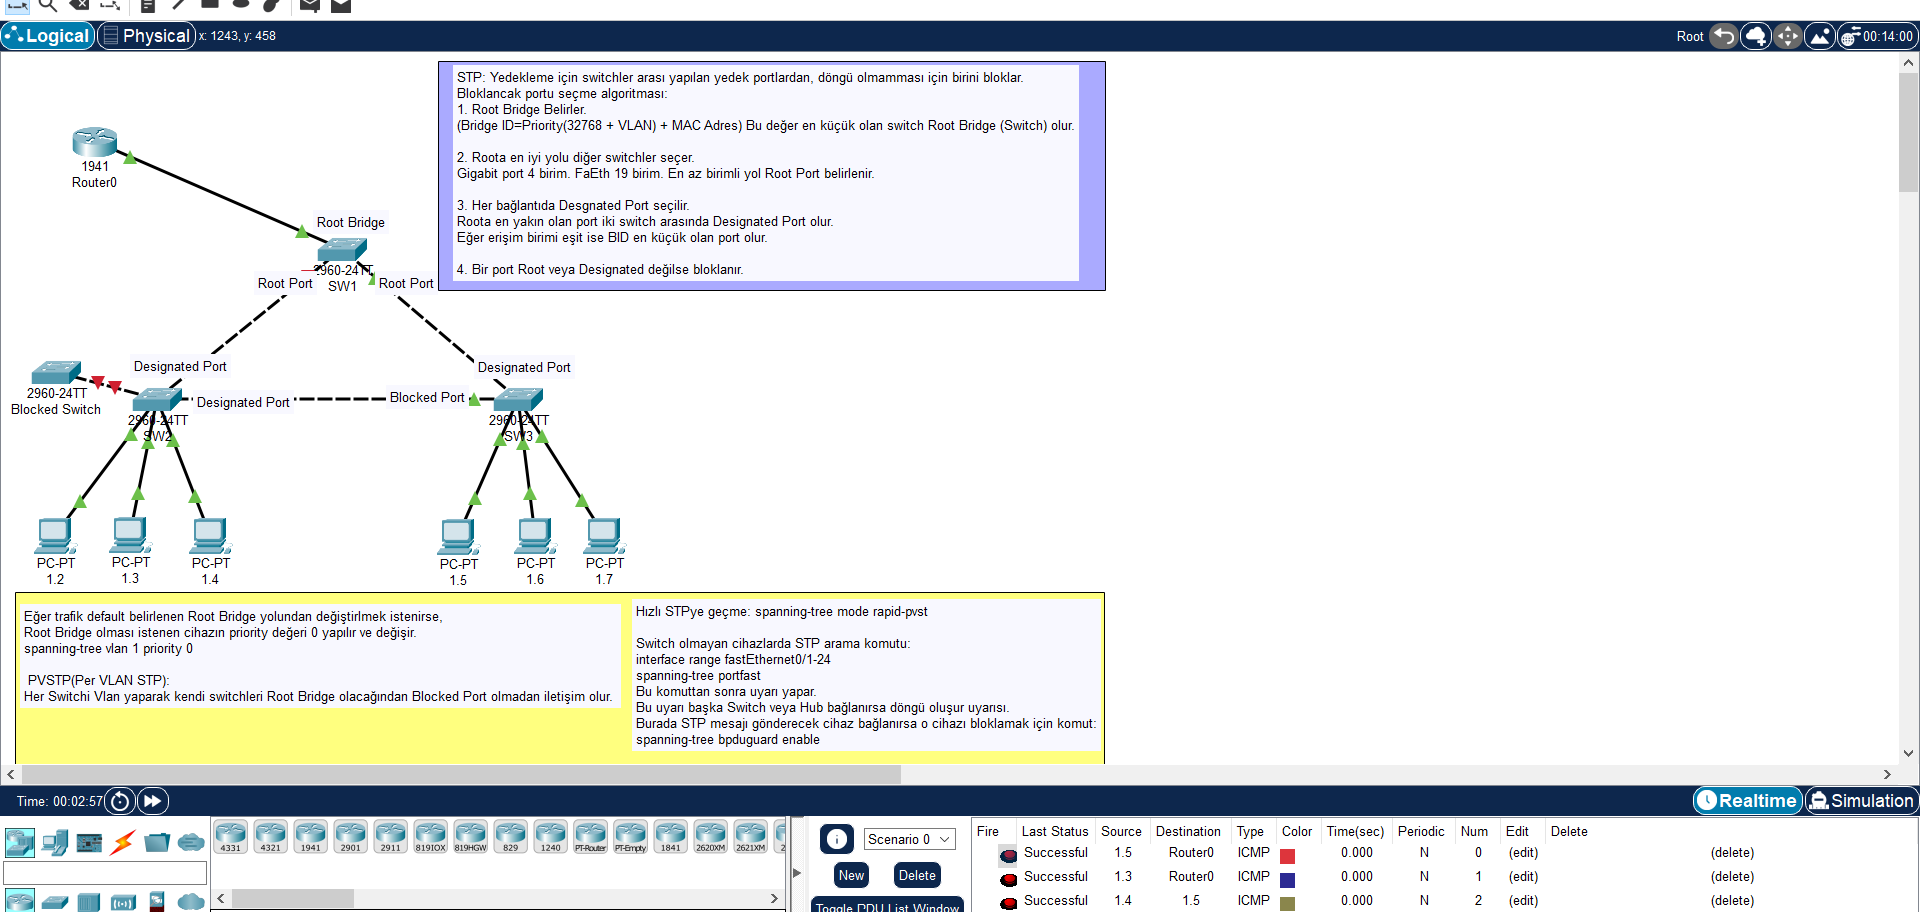 Logical
Physical
x: 1243, y: 458
Root
00:14:00
STP: Yedekleme için switchler arası yapılan yedek portlardan, döngü olmamması için birini bloklar.
Bloklancak portu seçme algoritması:
1. Root Bridge Belirler.
(Bridge ID=Priority(32768 + VLAN) + MAC Adres) Bu değer en küçük olan switch Root Bridge (Switch) olur.
2. Roota en iyi yolu diğer switchler seçer.
Gigabit port 4 birim. FaEth 19 birim. En az birimli yol Root Port belirlenir.
3. Her bağlantıda Desgnated Port seçilir.
Roota en yakın olan port iki switch arasında Designated Port olur.
Eğer erişim birimi eşit ise BID en küçük olan port olur.
4. Bir port Root veya Designated değilse bloklanır.
1941
Router0
Root Bridge
2960-24TT
SW1
Root Port
Root Port
Designated Port
Designated Port
2960-24TT
Blocked Switch
Designated Port
Blocked Port
2960-24TT
SW2
2960-24TT
SW3
PC-PT
1.2
PC-PT
1.3
PC-PT
1.4
PC-PT
1.5
PC-PT
1.6
PC-PT
1.7
Eğer trafik default belirlenen Root Bridge yolundan değiştirilmek istenirse,
Root Bridge olması istenen cihazın priority değeri 0 yapılır ve değişir.
spanning-tree vlan 1 priority 0
PVSTP(Per VLAN STP):
Her Switchi Vlan yaparak kendi switchleri Root Bridge olacağından Blocked Port olmadan iletişim olur.
Hızlı STPye geçme: spanning-tree mode rapid-pvst
Switch olmayan cihazlarda STP arama komutu:
interface range fastEthernet0/1-24
spanning-tree portfast
Bu komuttan sonra uyarı yapar.
Bu uyarı başka Switch veya Hub bağlanırsa döngü oluşur uyarısı.
Burada STP mesajı gönderecek cihaz bağlanırsa o cihazı bloklamak için komut:
spanning-tree bpduguard enable
Time: 00:02:57
Realtime
Simulation
4331
4321
1941
2901
2911
819IOX
819HGW
829
1240
PT-Router
PT-Empty
1841
2620XM
2621XM
Scenario 0
New
Delete
Toggle PDU List Window
Fire Last Status Source Destination Type Color Time(sec) Periodic Num Edit Delete
Successful 1.5 Router0 ICMP 0.000 N 0 (edit) (delete)
Successful 1.3 Router0 ICMP 0.000 N 1 (edit) (delete)
Successful 1.4 1.5 ICMP 0.000 N 2 (edit) (delete)